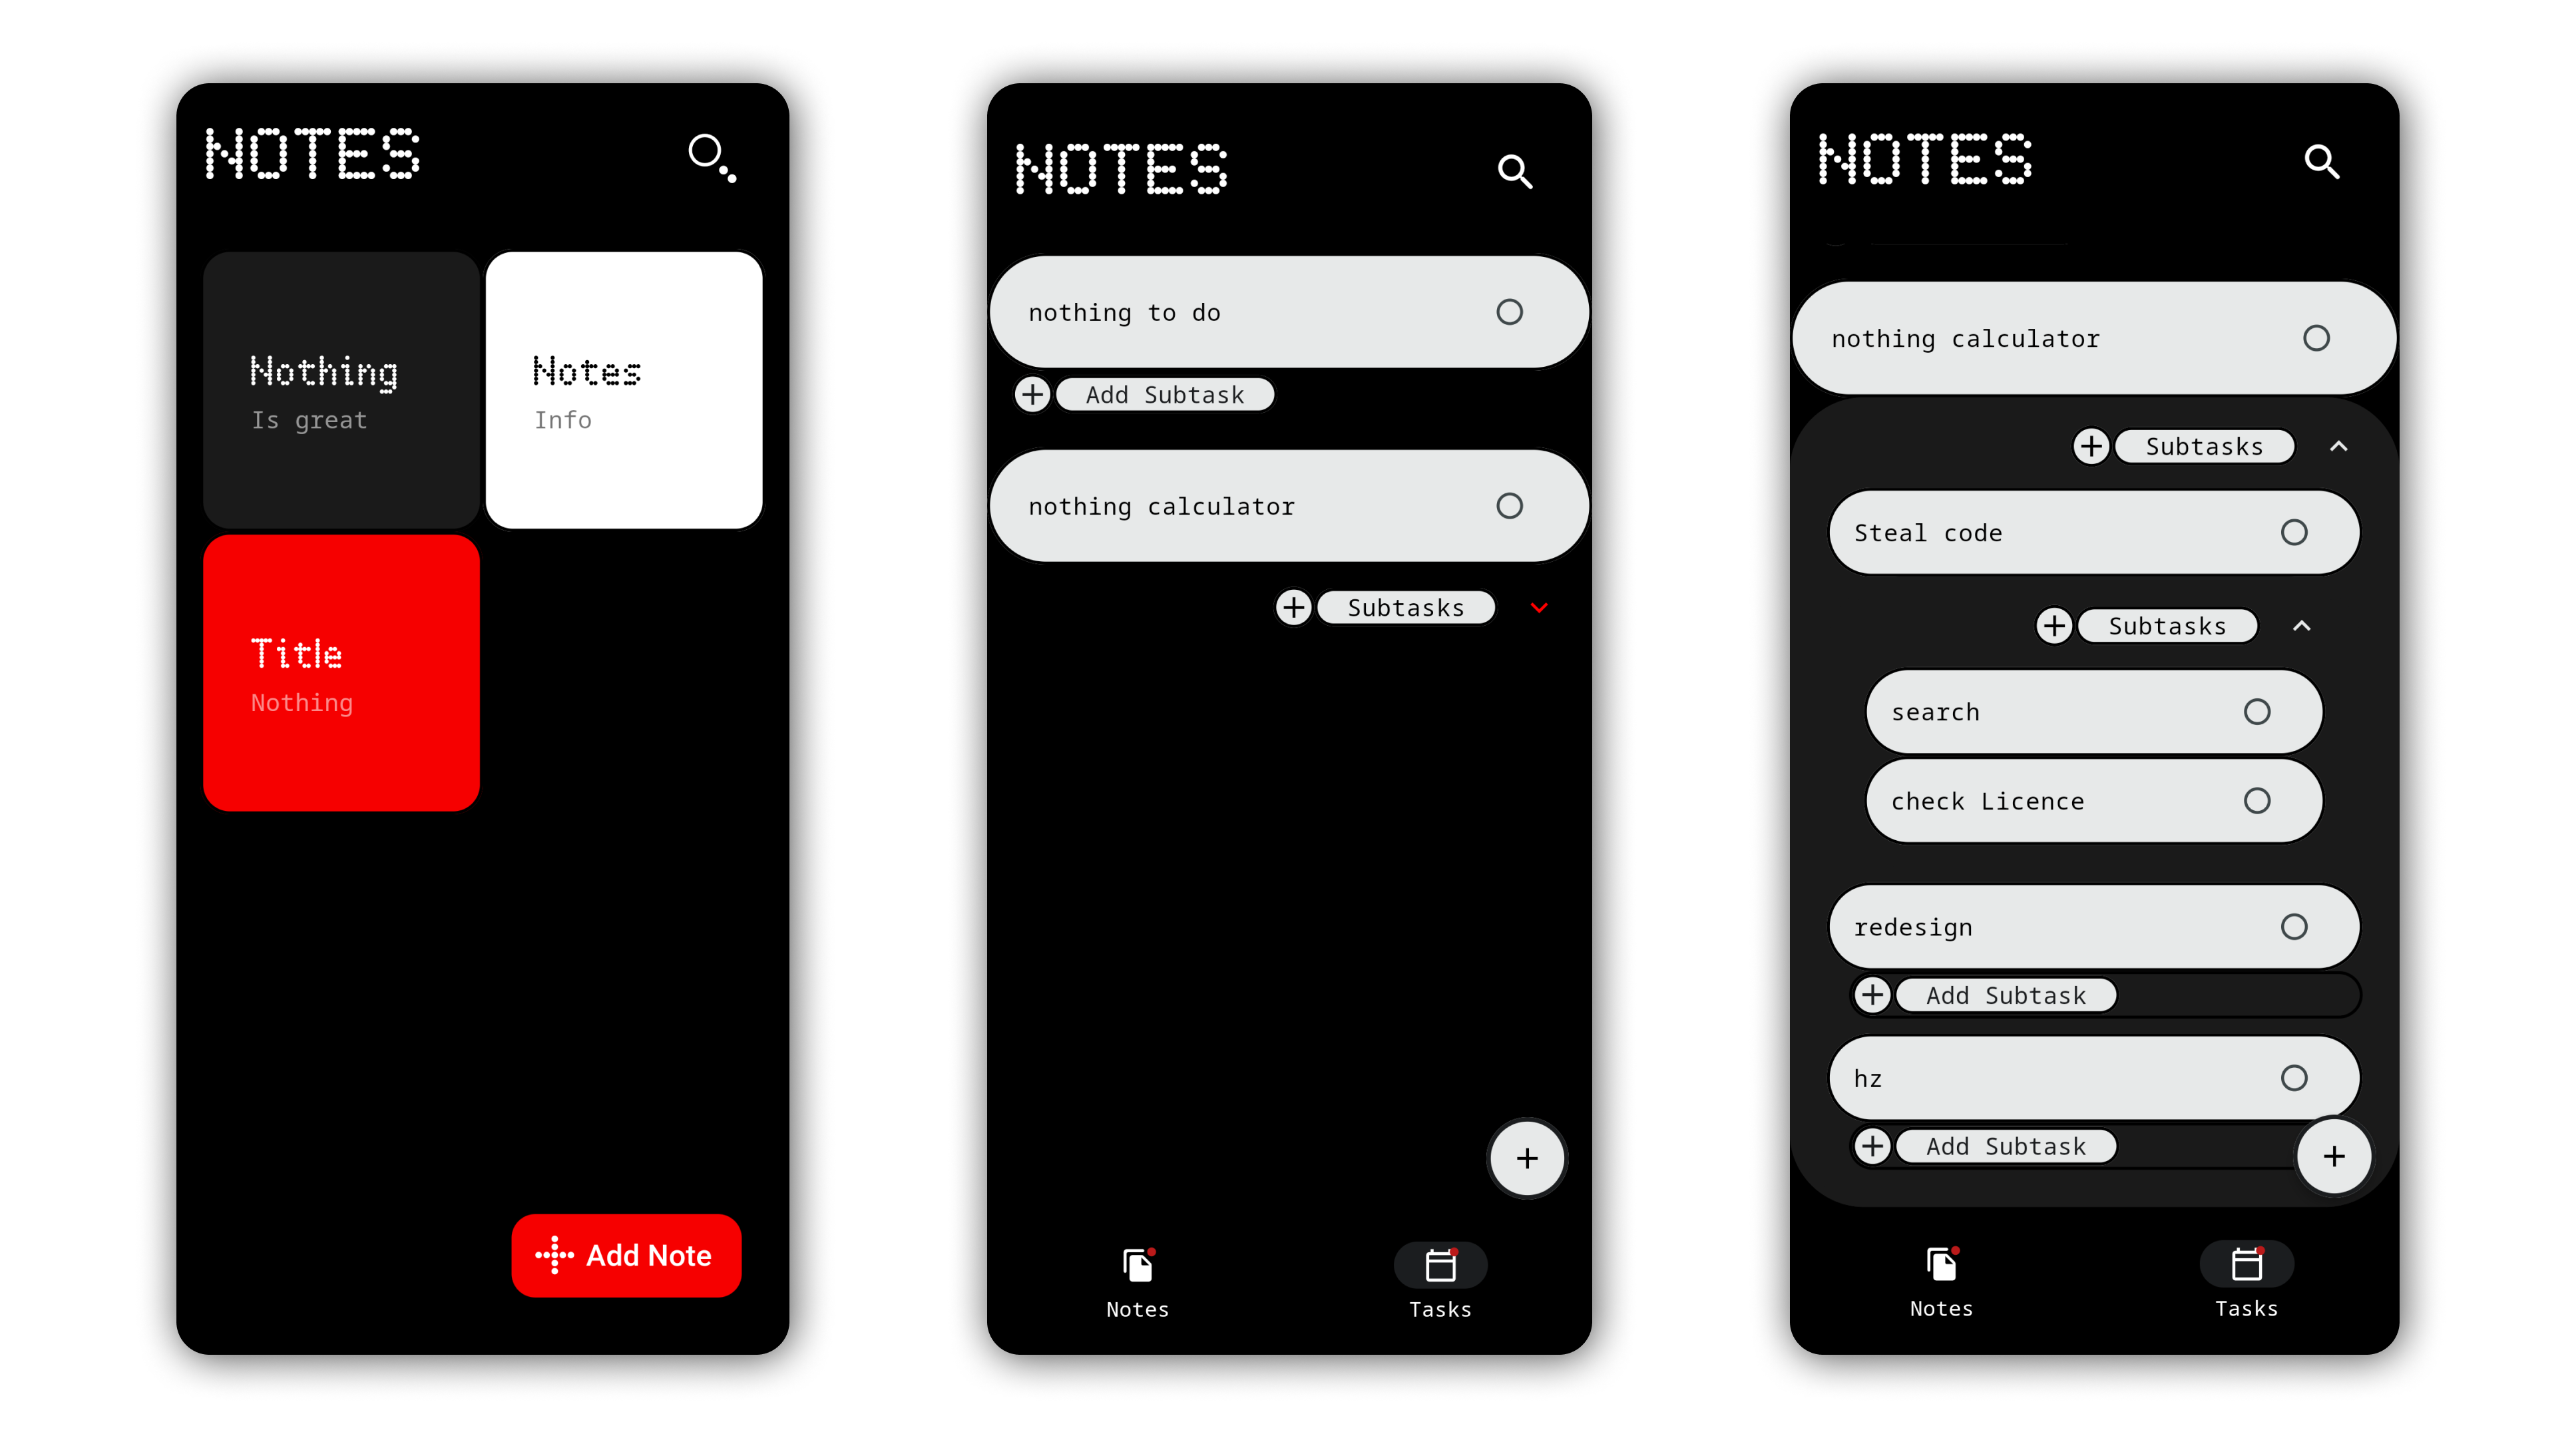 NOTES
Nothing
Is great
Notes
Info
Title
Nothing
Add Note
NOTES
nothing to do
Add Subtask
nothing calculator
Subtasks
Notes
Tasks
NOTES
nothing calculator
Subtasks
Steal code
Subtasks
search
check Licence
redesign
Add Subtask
hz
Add Subtask
Notes
Tasks